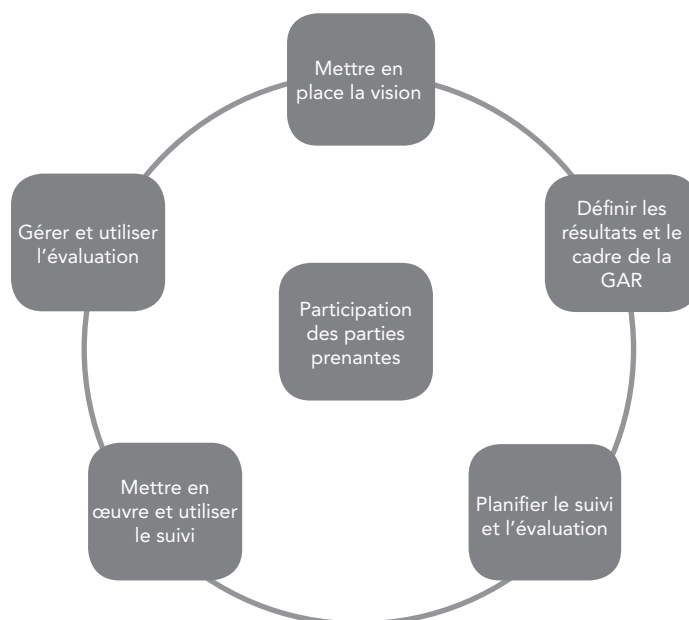 Mettre en
place la vision
Définir les
résultats et le
cadre de la
GAR
Planifier le suivi
et l'évaluation
Mettre en
œuvre et utiliser
le suivi
Gérer et utiliser
l'évaluation
Participation
des parties
prenantes